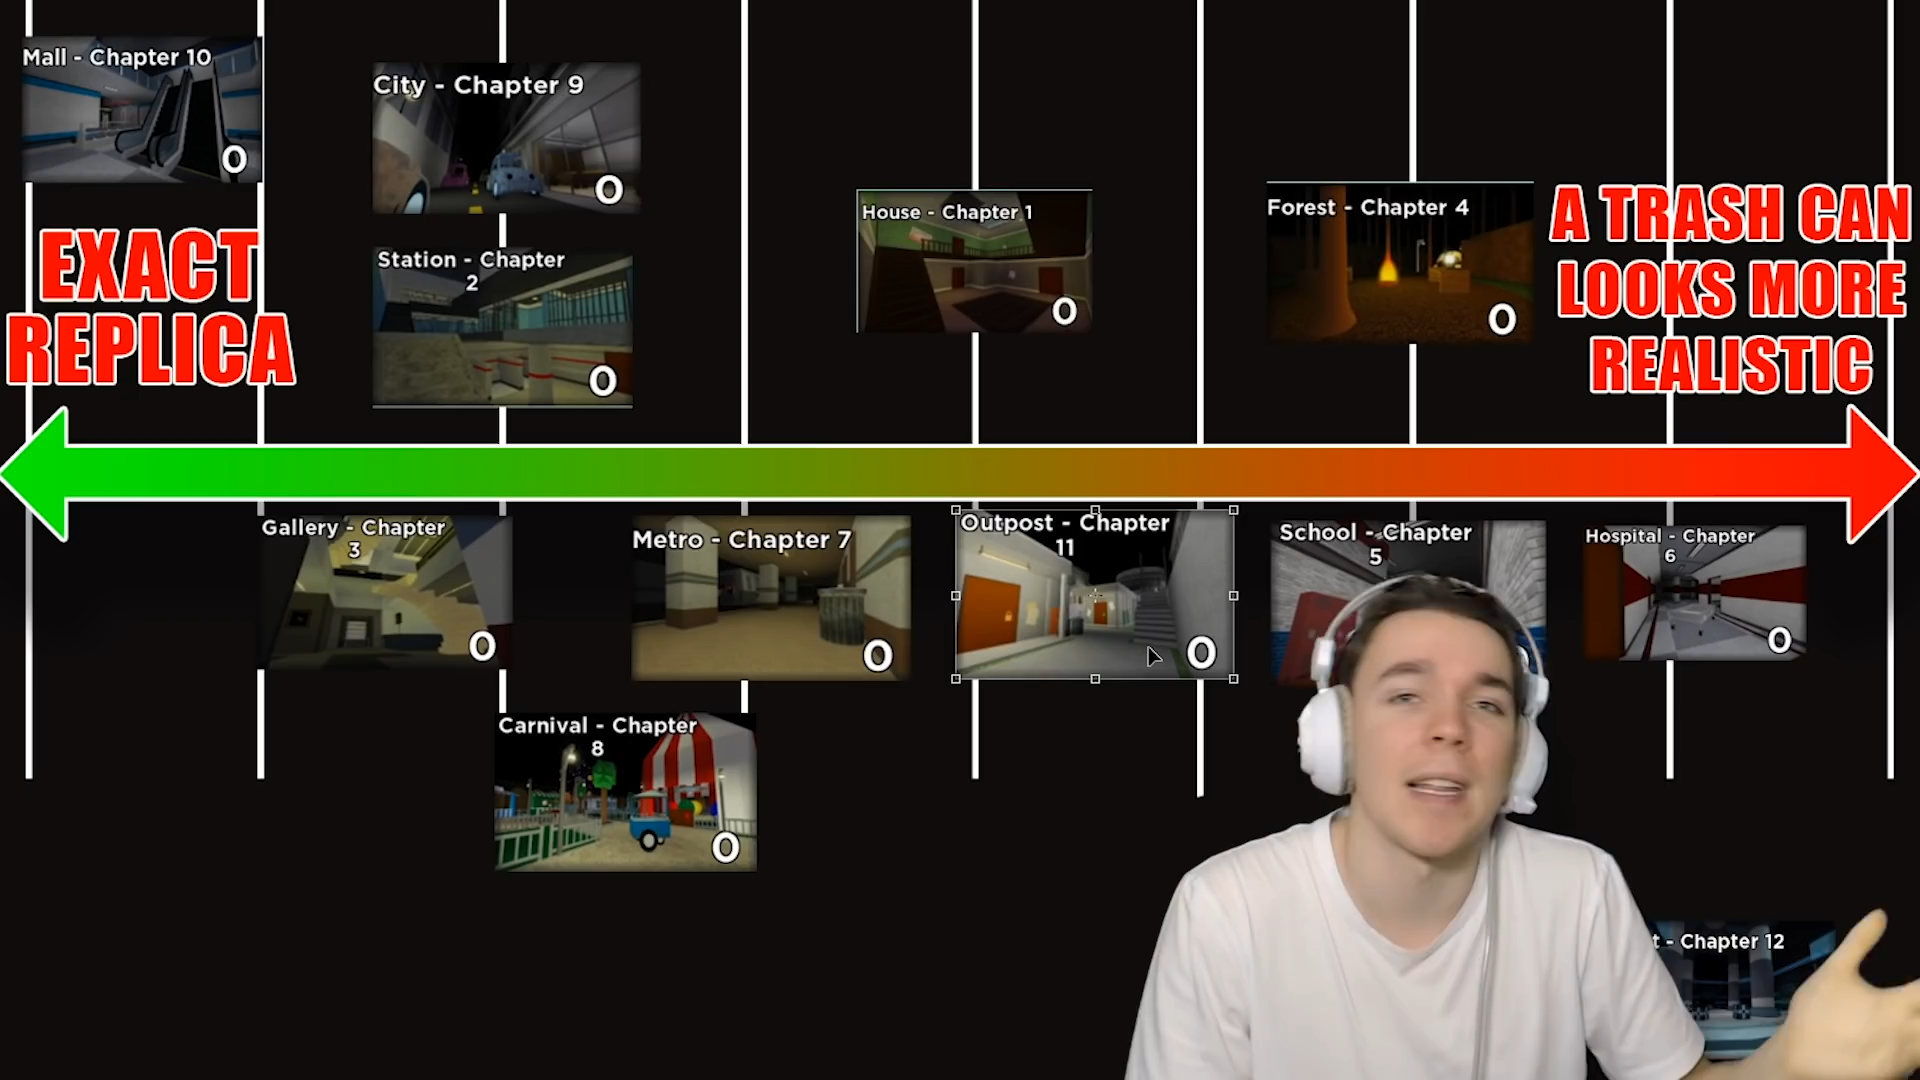 Mall - Chapter 10
0
City - Chapter 9
0
Station - Chapter
2
0
House - Chapter 1
0
Forest - Chapter 4
0
EXACT
REPLICA
A TRASH CAN
LOOKS MORE
REALISTIC
Gallery - Chapter
3
0
Metro - Chapter 7
0
Outpost - Chapter
11
0
School - Chapter
5
Hospital - Chapter
6
0
Carnival - Chapter
8
0
t - Chapter 12